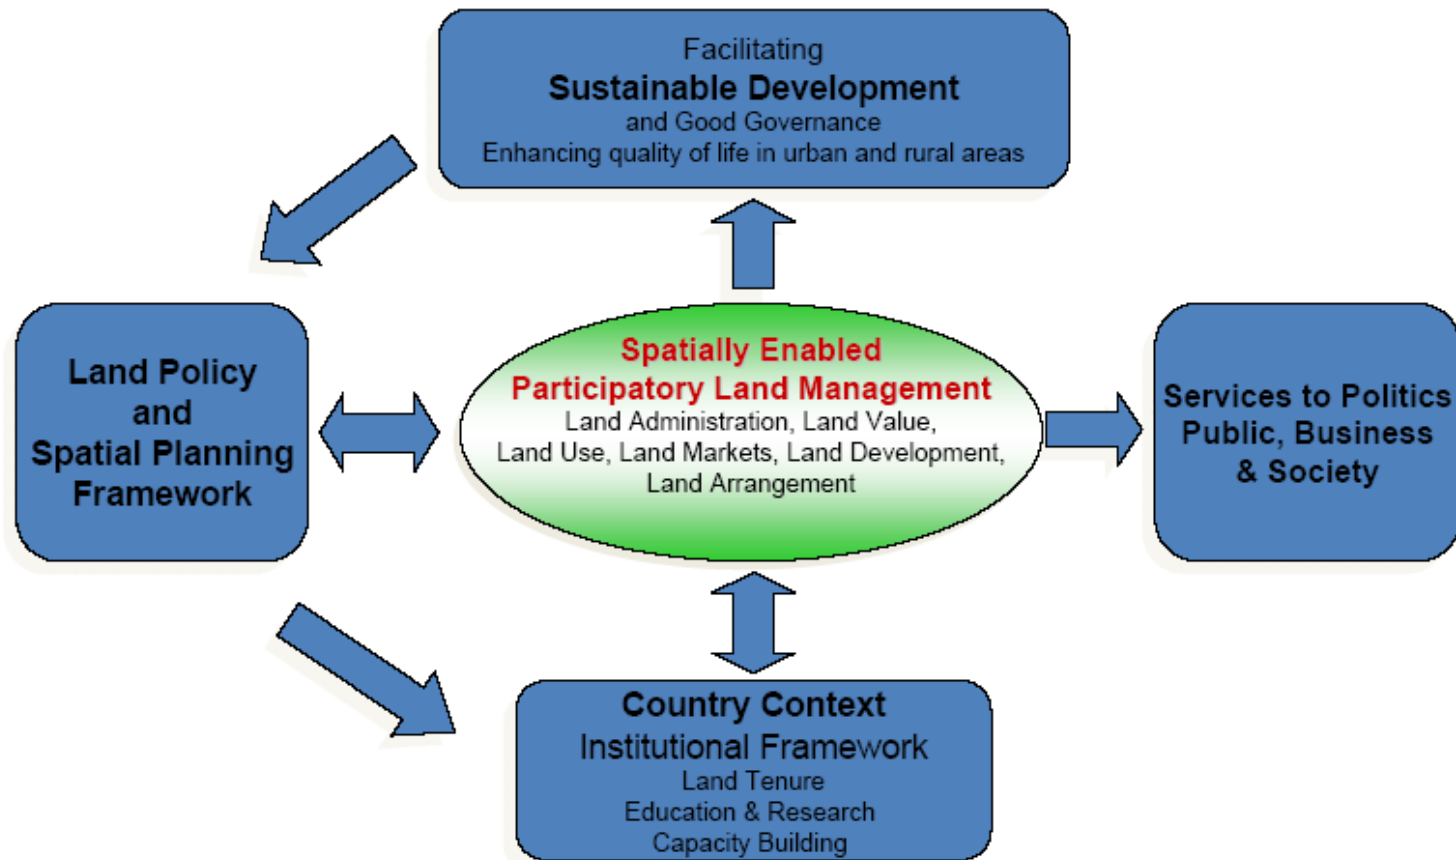 Facilitating
Sustainable Development
and Good Governance
Enhancing quality of life in urban and rural areas
Land Policy
and
Spatial Planning
Framework
Spatially Enabled
Participatory Land Management
Land Administration, Land Value,
Land Use, Land Markets, Land Development,
Land Arrangement
Services to Politics
Public, Business
& Society
Country Context
Institutional Framework
Land Tenure
Education & Research
Capacity Building